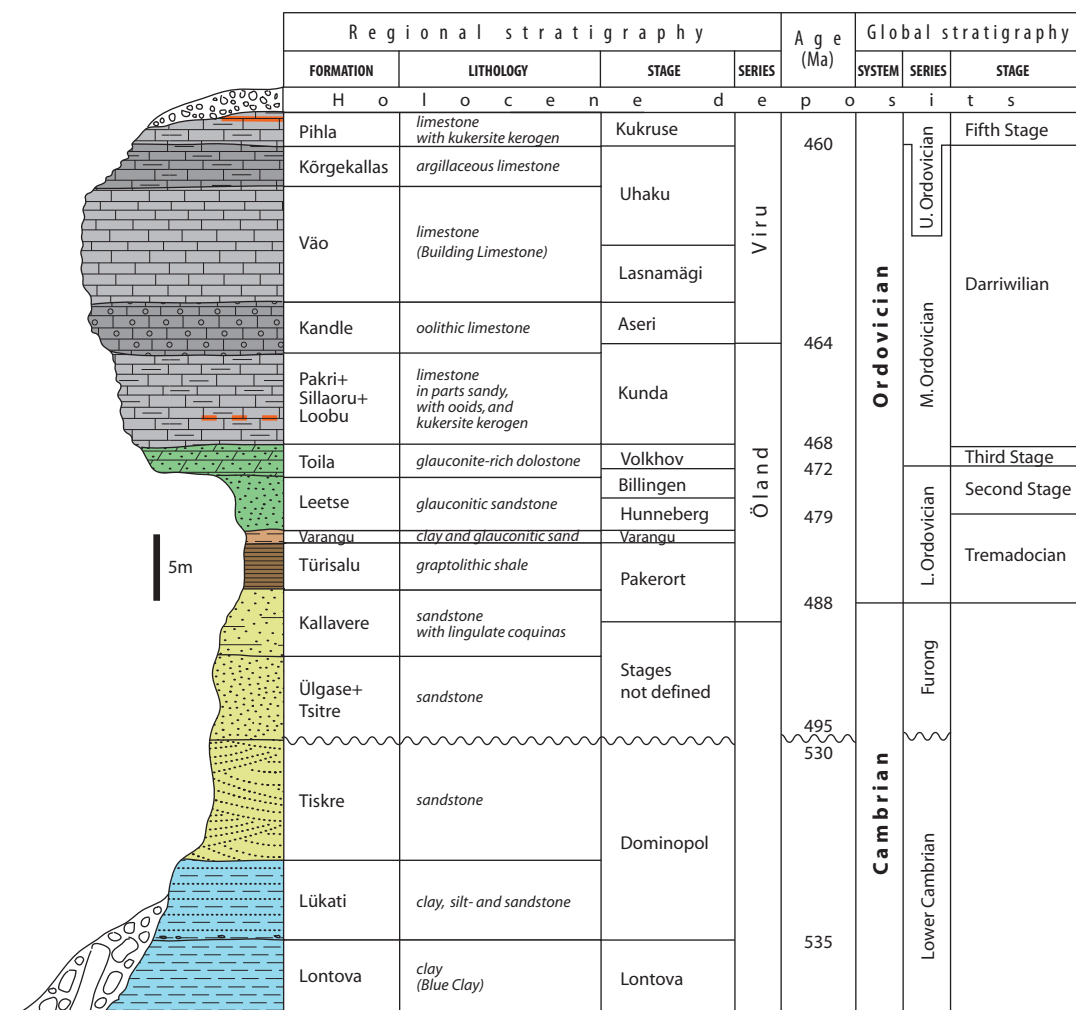 Regional stratigraphy
Age
(Ma)
Global stratigraphy
FORMATION
LITHOLOGY
STAGE
SERIES
SYSTEM
SERIES
STAGE
Holocene deposits
Pihla
limestone
with kukersite kerogen
Kukruse
460
Fifth Stage
Kõrgekallas
argillaceous limestone
Uhaku
Viru
U. Ordovician
Väo
limestone
(Building Limestone)
Lasnamägi
Ordovician
Darriwilian
Kandle
oolithic limestone
Aseri
464
M. Ordovician
Pakri+
Sillaoru+
Loobu
limestone
in parts sandy,
with ooids, and
kukersite kerogen
Kunda
468
Toila
glauconite-rich dolostone
Volkhov
472
Third Stage
Leetse
glauconitic sandstone
Billingen
Öland
Second Stage
Hunneberg
479
L. Ordovician
Varangu
clay and glauconitic sand
Varangu
5m
Türisalu
graptolithic shale
Pakerort
Tremadocian
488
Kallavere
sandstone
with lingulate coquinas
Ülgase+
Tsitre
sandstone
Stages
not defined
Furong
495
530
Tiskre
sandstone
Dominopol
Cambrian
Lükati
clay, silt- and sandstone
Lower Cambrian
535
Lontova
clay
(Blue Clay)
Lontova